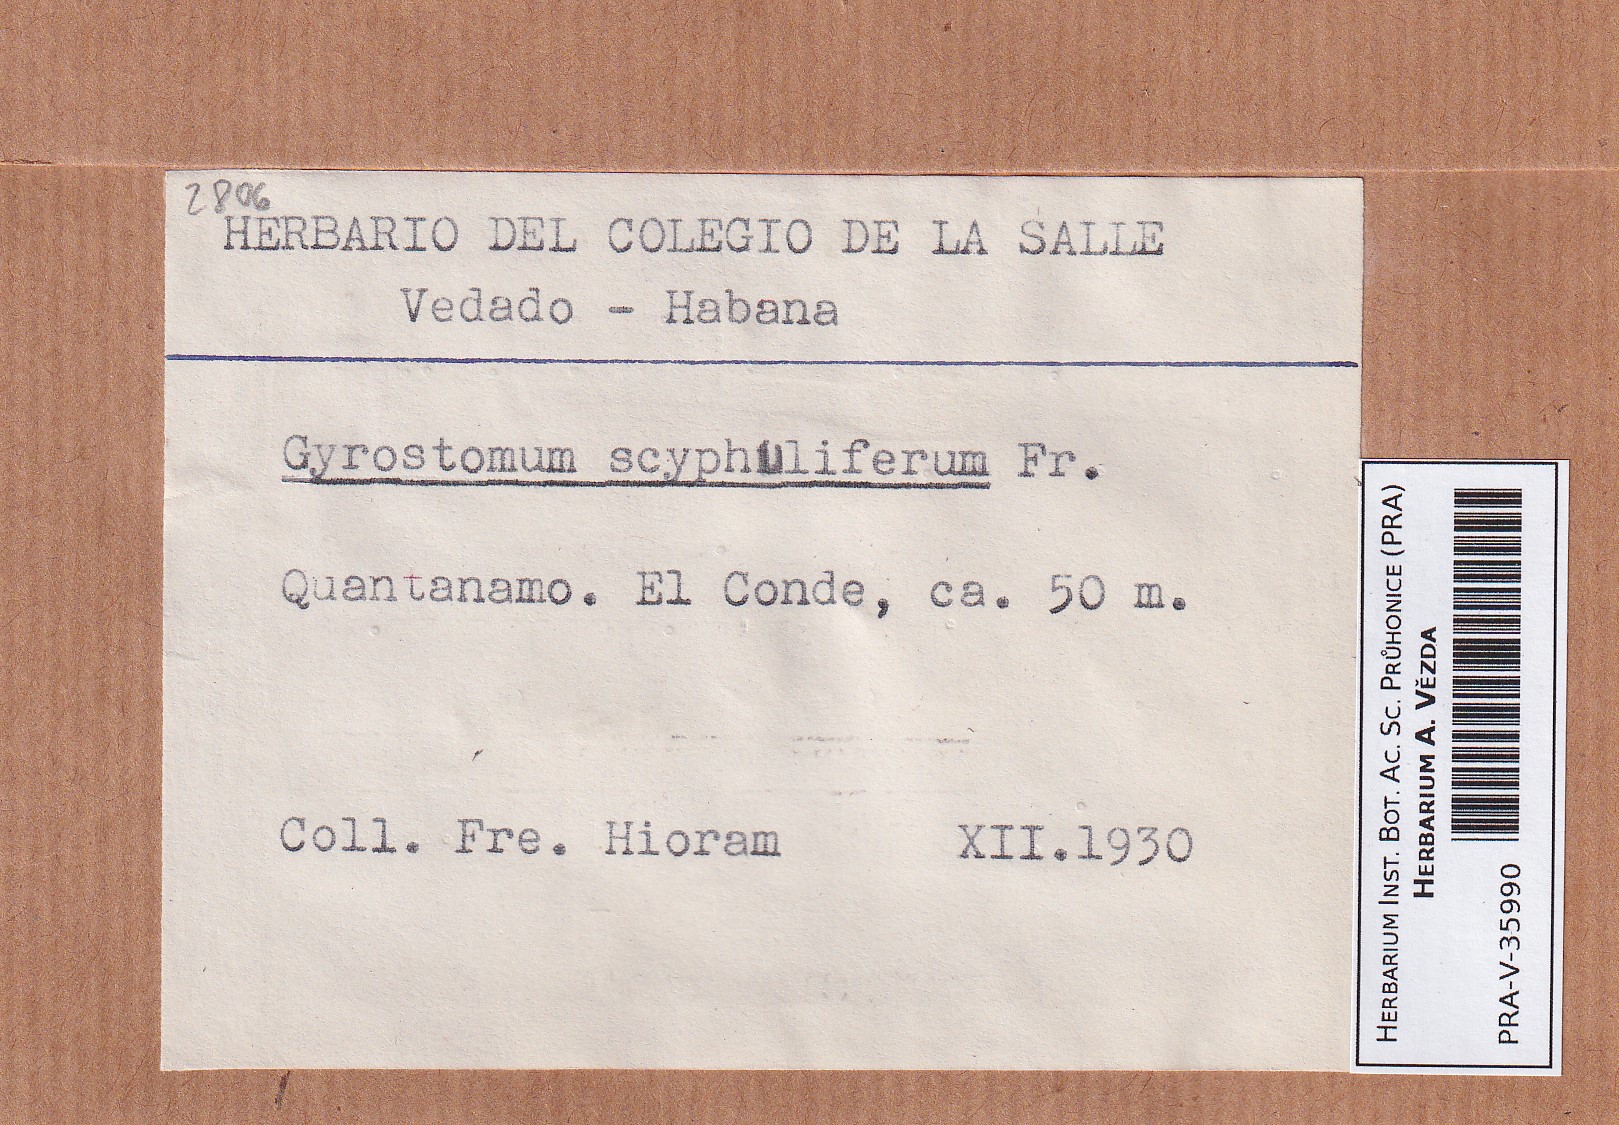 2806
HERBARIO DEL COLEGIO DE LA SALLE
Vedado - Habana
Gyrostomum scyphuliferum Fr.
Quantanamo. El Conde, ca. 50 m.
Coll. Fre. Hioram XII.1930
HERBARIUM INST. BOT. AC. SC. PRŮHONICE (PRA)
HERBARIUM A. VĚZDA
PRA-V-35990